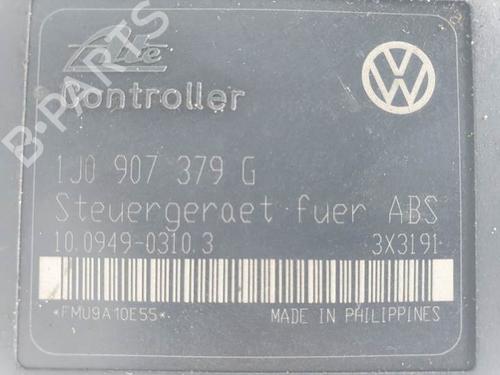 B-PARTS
Ate
Controller
1J0 907 379 G
Steuergeraet fuer ABS
10.0949-0310.3 3X3191
*FMU9A10E55*
MADE IN PHILIPPINES